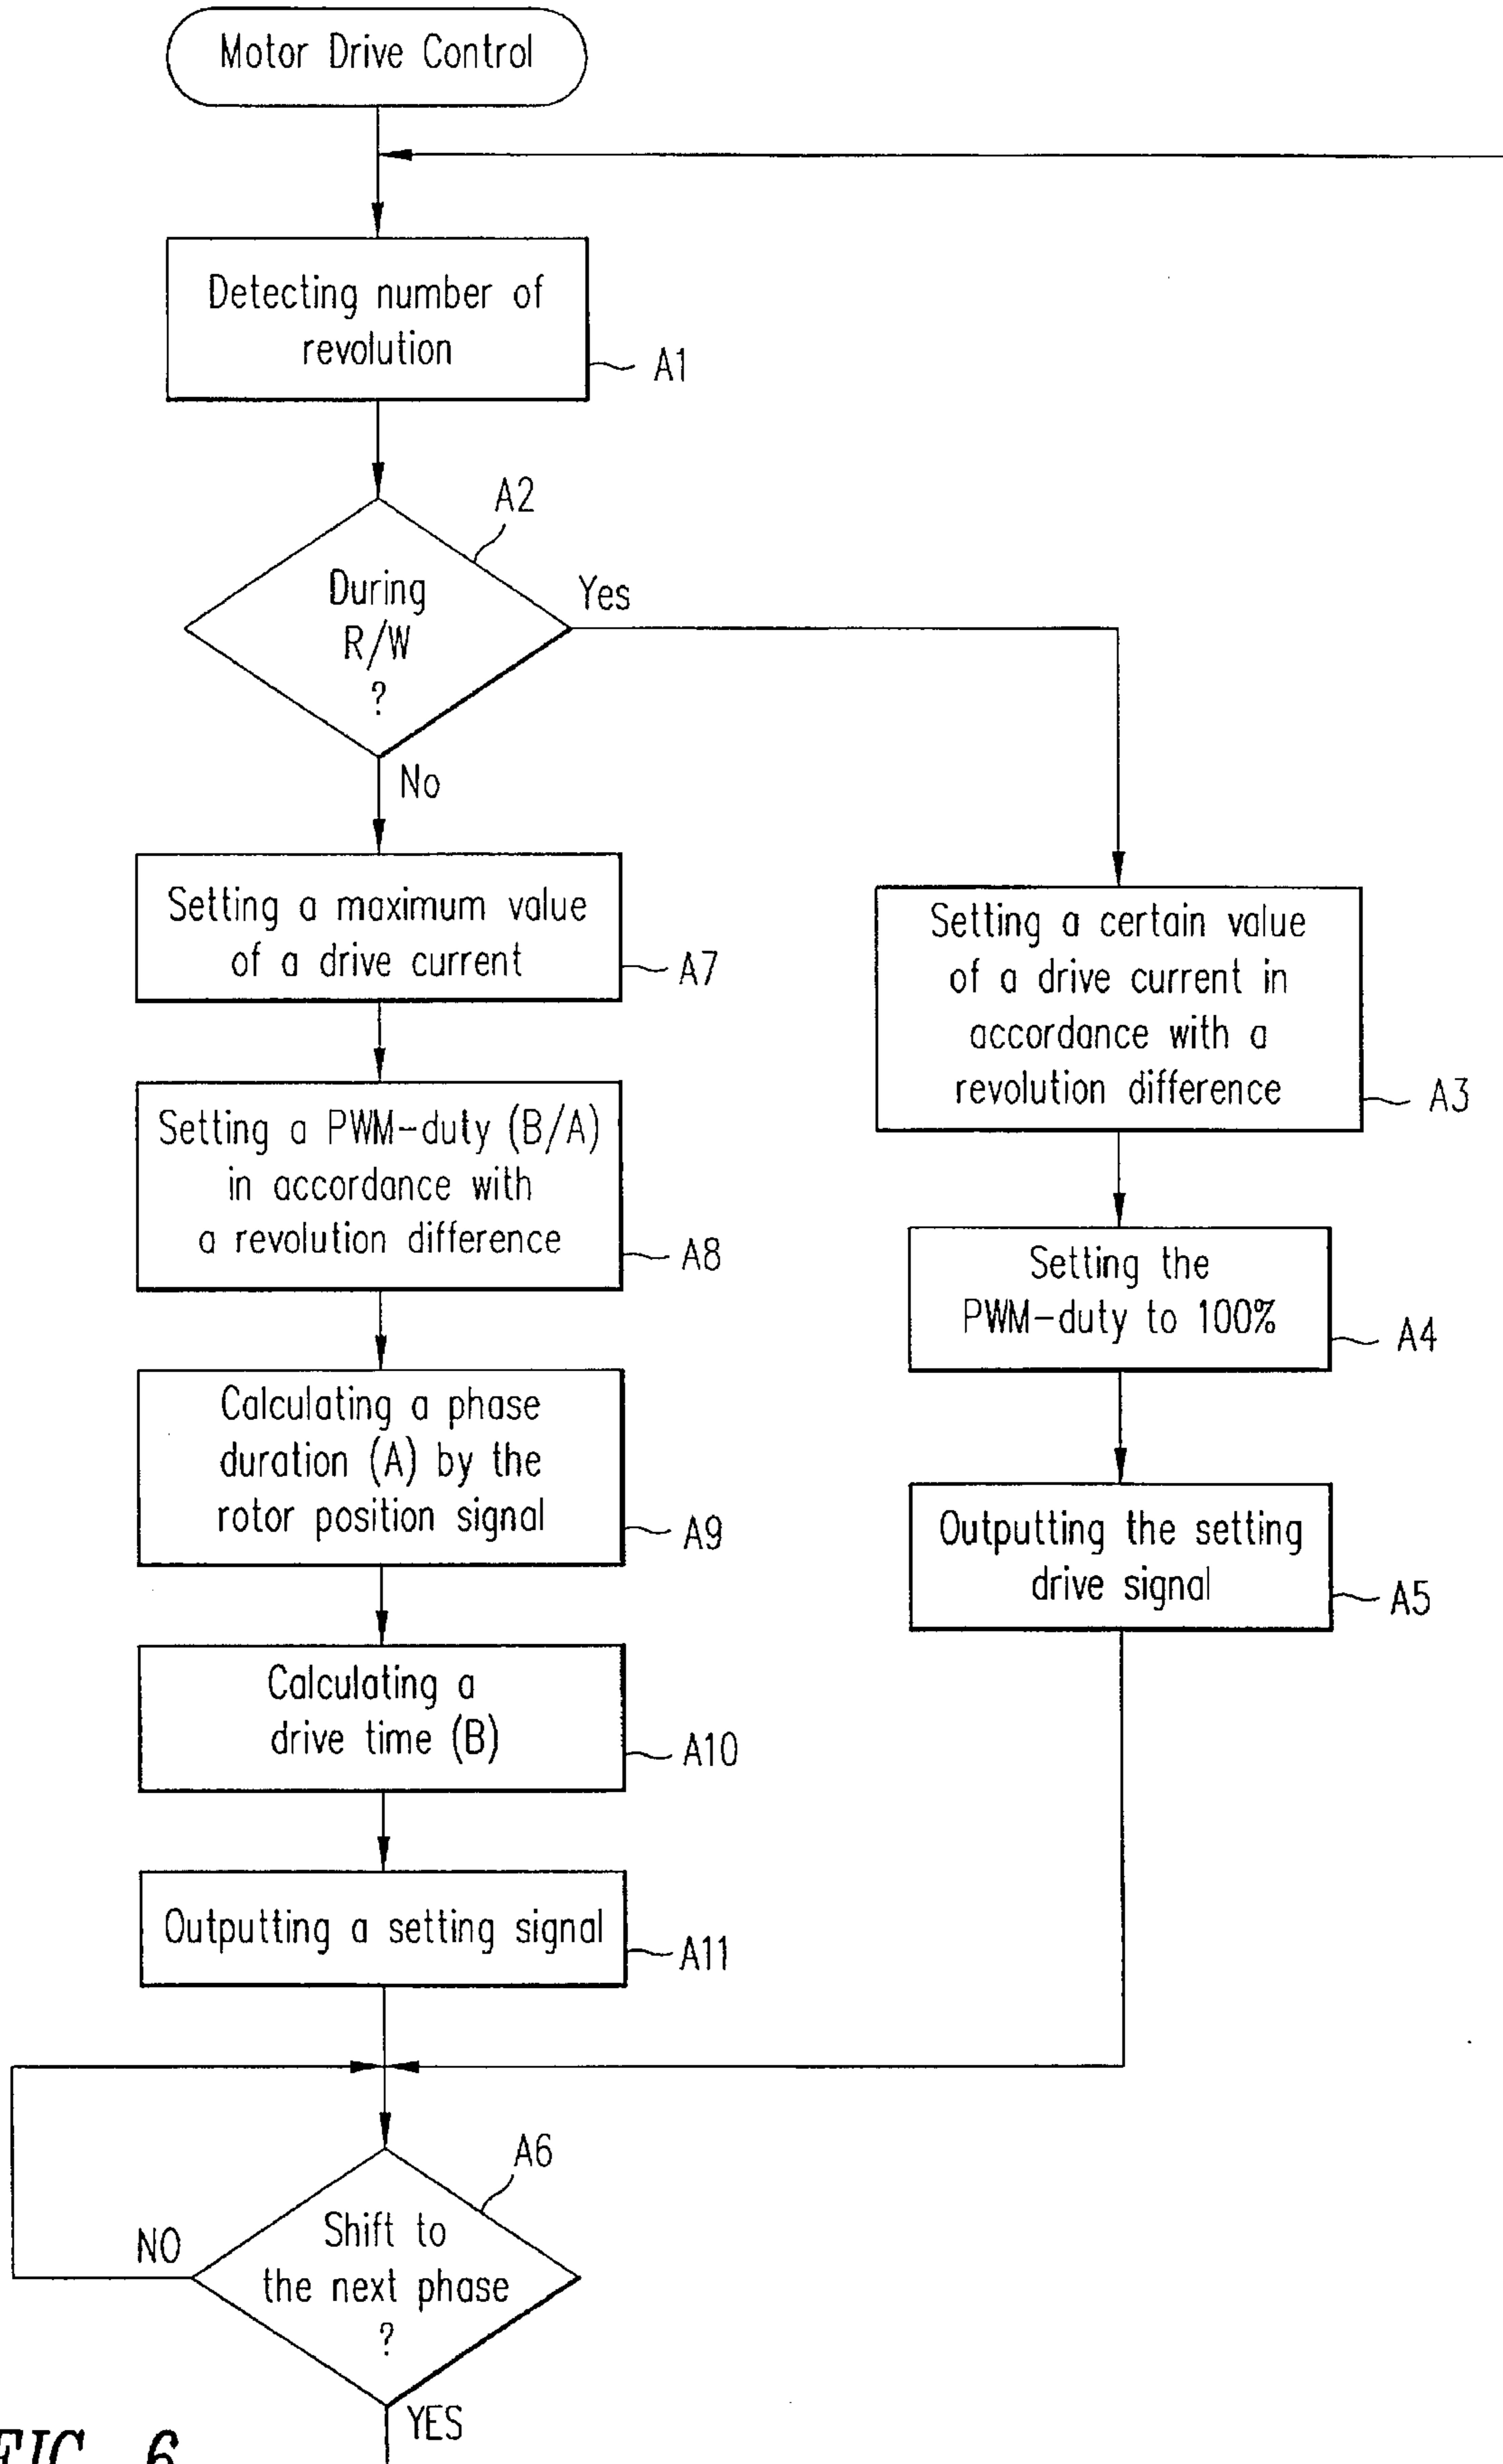 Motor Drive Control
Detecting number of
revolution
A1
A2
During
R/W
?
Yes
No
Setting a maximum value
of a drive current
A7
Setting a certain value
of a drive current in
accordance with a
revolution difference
A3
Setting a PWM-duty (B/A)
in accordance with
a revolution difference
A8
Setting the
PWM-duty to 100%
A4
Calculating a phase
duration (A) by the
rotor position signal
A9
Outputting the setting
drive signal
A5
Calculating a
drive time (B)
A10
Outputting a setting signal
A11
A6
Shift to
the next phase
?
NO
YES
FIG. 6